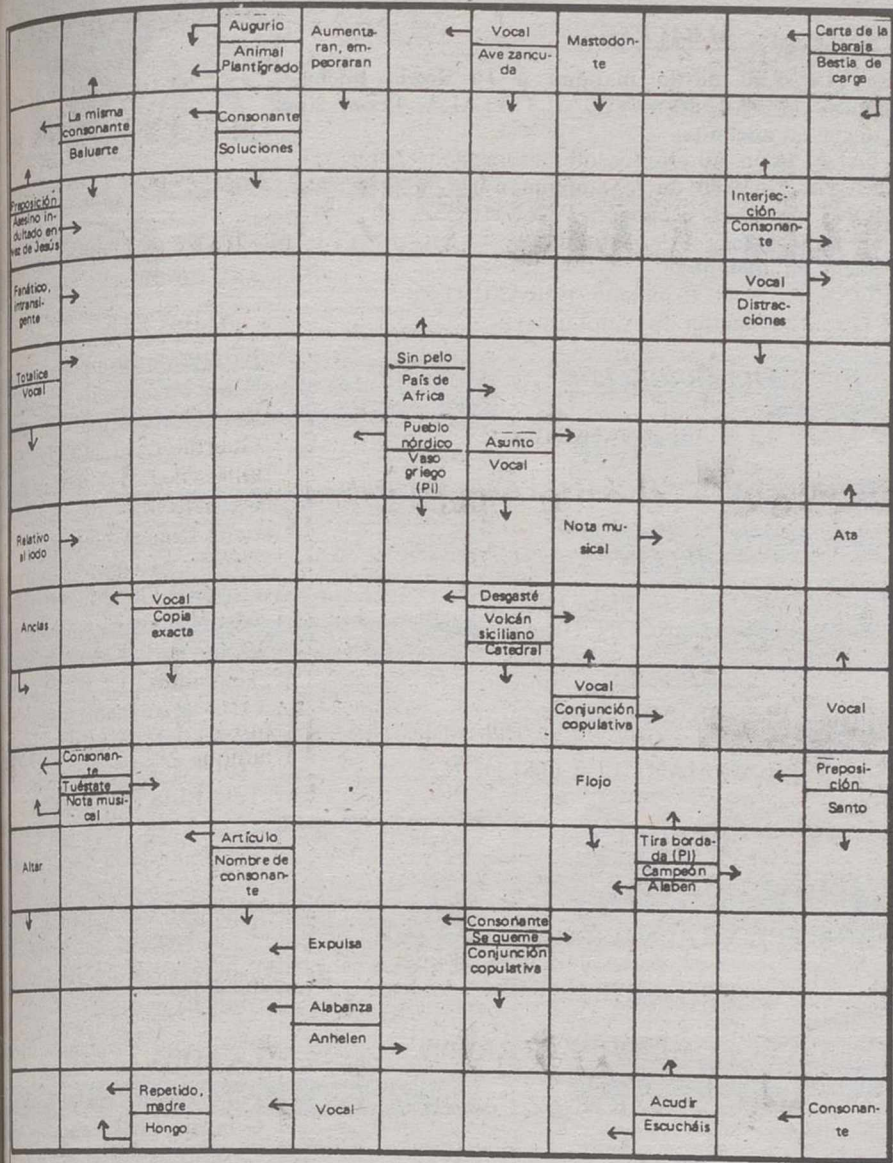 Augurio
Animal
Plantígrado
Aumenta-
ran, em-
peoraran
Vocal
Ave zancu-
da
Mastodon-
te
Carta de la
baraja
Bestia de
carga
La misma
consonante
Baluarte
Consonante
Soluciones
Preposición
Asesino in-
dultado en
vez de Jesús
Interjec-
ción
Consonan-
te
Fanático,
intransi-
gente
Vocal
Distrac-
ciones
Totalice
Vocal
Sin pelo
País de
Africa
Pueblo
nórdico
Vaso
griego
(Pl)
Asunto
Vocal
Relativo
al iodo
Nota mu-
sical
Ata
Anclas
Vocal
Copia
exacta
Desgasté
Volcán
siciliano
Catedral
Vocal
Conjunción
copulativa
Vocal
Consonan-
te
Tuéstate
Nota musi-
cal
Flojo
Preposi-
ción
Santo
Altar
Artículo
Nombre de
consonan-
te
Tira borda-
da (Pl)
Campeón
Alaben
Expulsa
Consonante
Se queme
Conjunción
copulativa
Alabanza
Anhelen
Repetido,
madre
Hongo
Vocal
Acudir
Escucháis
Consonan-
te